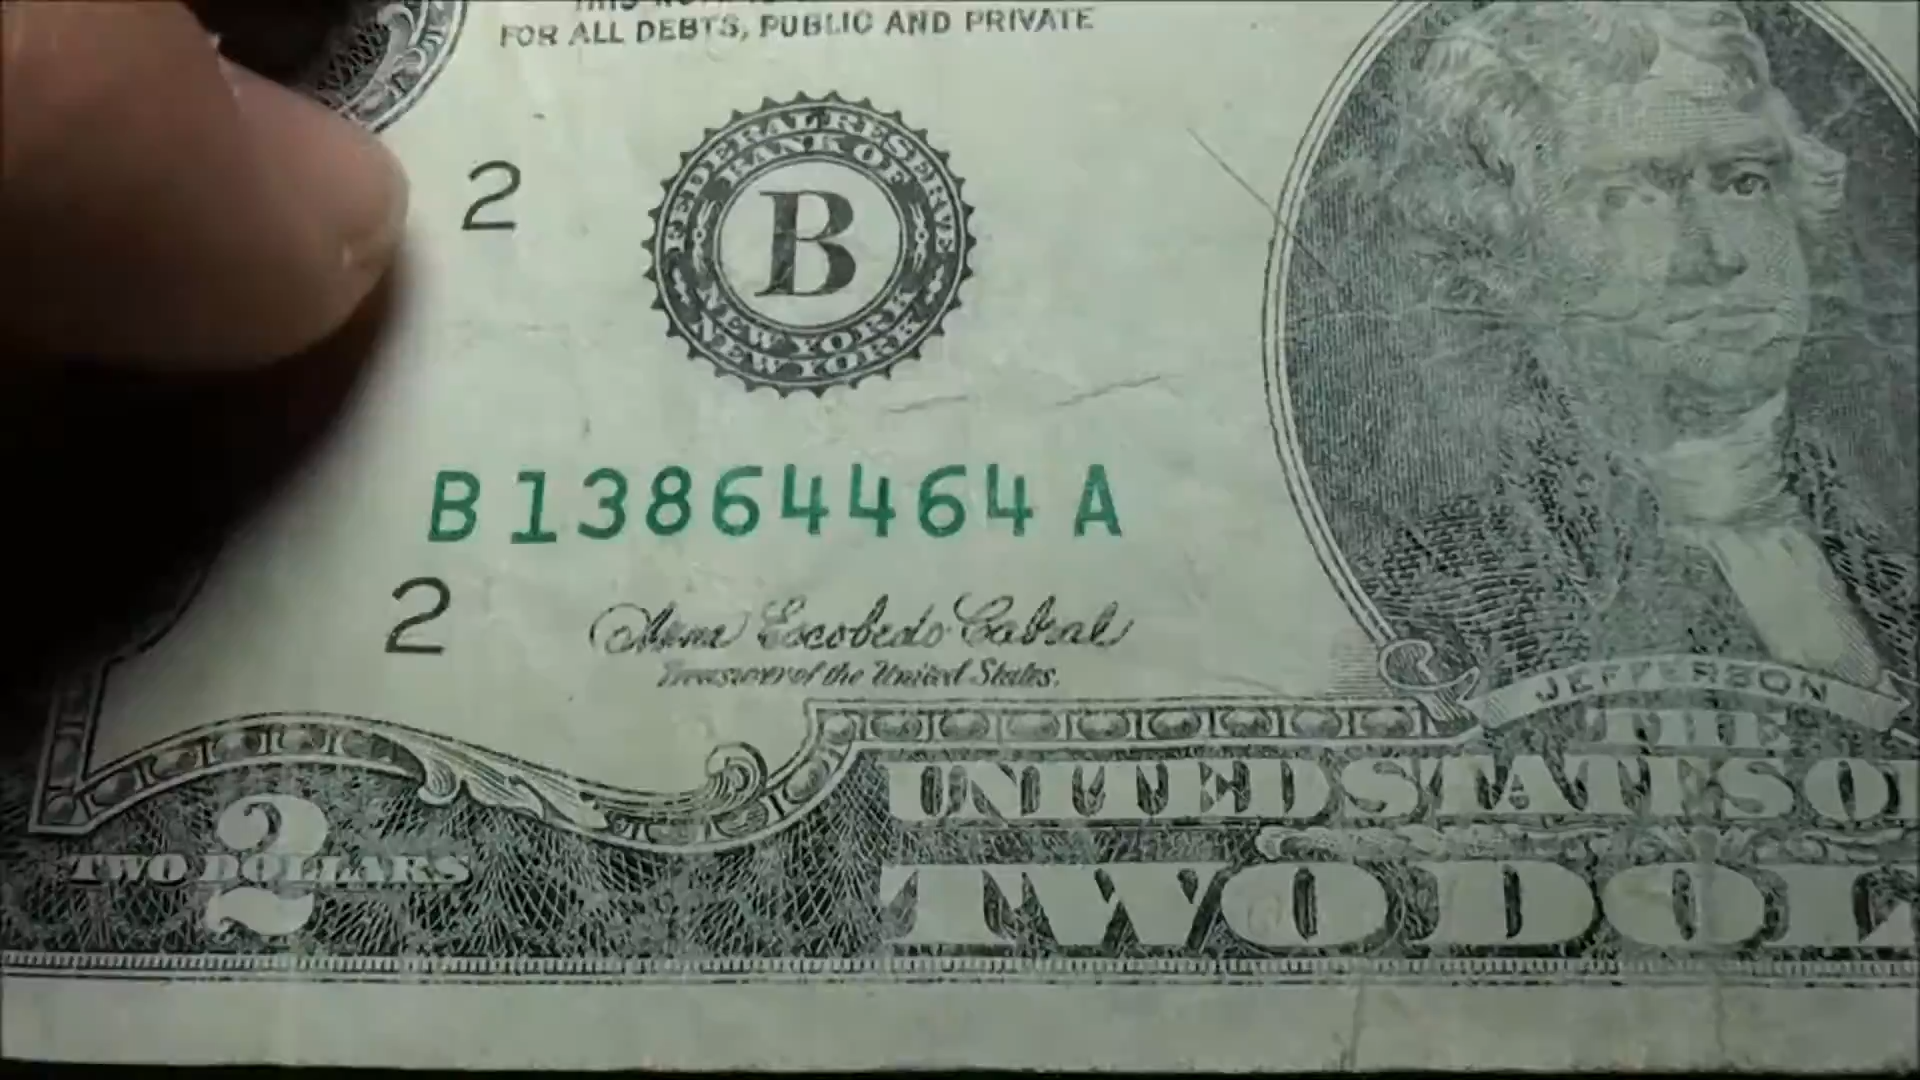 FOR ALL DEBTS, PUBLIC AND PRIVATE
2
FEDERAL RESERVE
BANK OF
B
NEW YORK
NEW YORK
B 13864464 A
2
Anna Escobedo Cabral
Treasurer of the United States.
JEFFERSON
THE
UNITED STATES O
2
TWO DOLLARS
TWO DOL